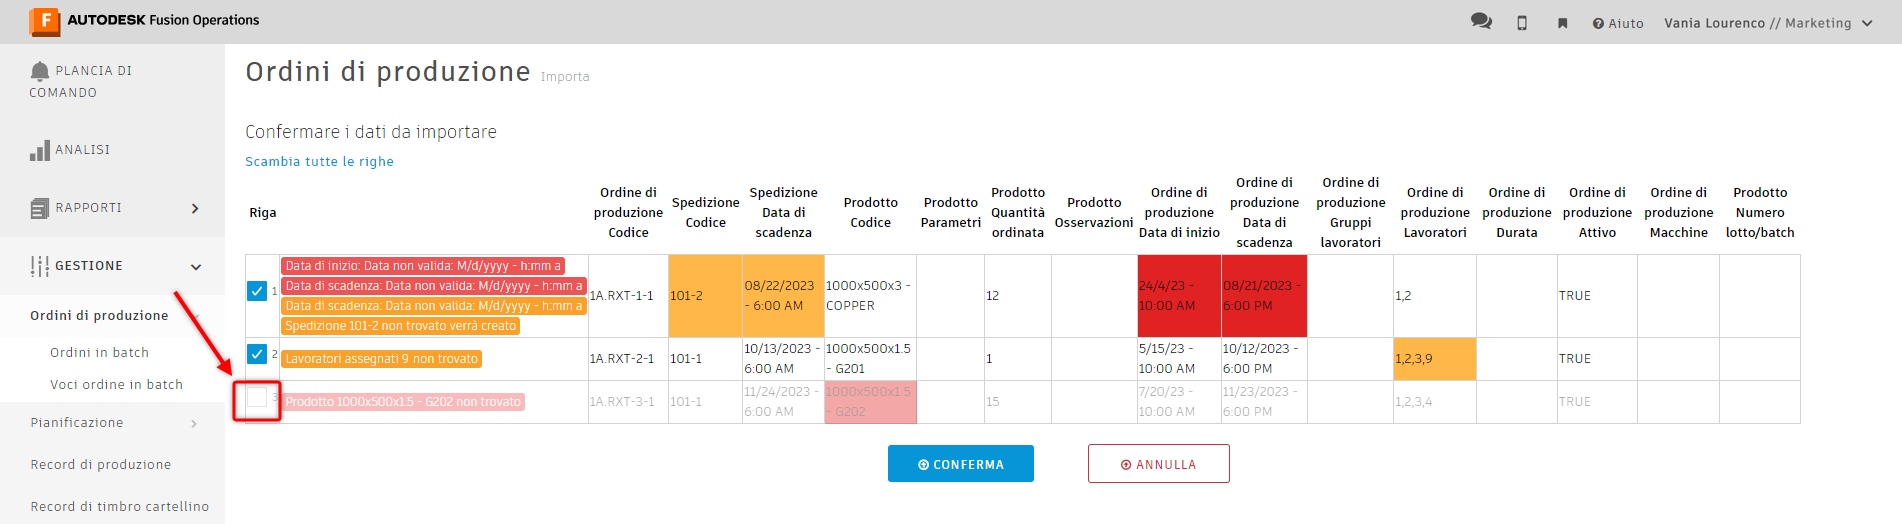 AUTODESK Fusion Operations
Aiuto
Vania Lourenco // Marketing
PLANCIA DI
COMANDO
ANALISI
RAPPORTI
GESTIONE
Ordini di produzione
Ordini in batch
Voci ordine in batch
Pianificazione
Record di produzione
Record di timbro cartellino
Ordini di produzione Importa
Confermare i dati da importare
Scambia tutte le righe
Riga
Ordine di
produzione
Codice
Spedizione
Codice
Spedizione
Data di
scadenza
Prodotto
Codice
Prodotto
Parametri
Prodotto
Quantità
ordinata
Prodotto
Osservazioni
Ordine di
produzione
Data di inizio
Ordine di
produzione
Data di
scadenza
Ordine di
produzione
Gruppi
lavoratori
Ordine di
produzione
Lavoratori
Ordine di
produzione
Durata
Ordine di
produzione
Attivo
Ordine di
produzione
Macchine
Prodotto
Numero
lotto/batch
1
Data di inizio: Data non valida: M/d/yyyy - h:mm a
Data di scadenza: Data non valida: M/d/yyyy - h:mm a
Data di scadenza: Data non valida: M/d/yyyy - h:mm a
Spedizione 101-2 non trovato verrà creato
1A.RXT-1-1
101-2
08/22/2023
- 6:00 AM
1000x500x3 -
COPPER
12
24/4/23 -
10:00 AM
08/21/2023 -
6:00 PM
1,2
TRUE
2
Lavoratori assegnati 9 non trovato
1A.RXT-2-1
101-1
10/13/2023 -
6:00 AM
1000x500x1.5
- G201
1
5/15/23 -
10:00 AM
10/12/2023 -
6:00 PM
1,2,3,9
TRUE
3
Prodotto 1000x500x1.5 - G202 non trovato
1A.RXT-3-1
101-1
11/24/2023 -
6:00 AM
1000x500x1.5
- G202
15
7/20/23 -
10:00 AM
11/23/2023 -
6:00 PM
1,2,3,4
TRUE
CONFERMA
ANNULLA